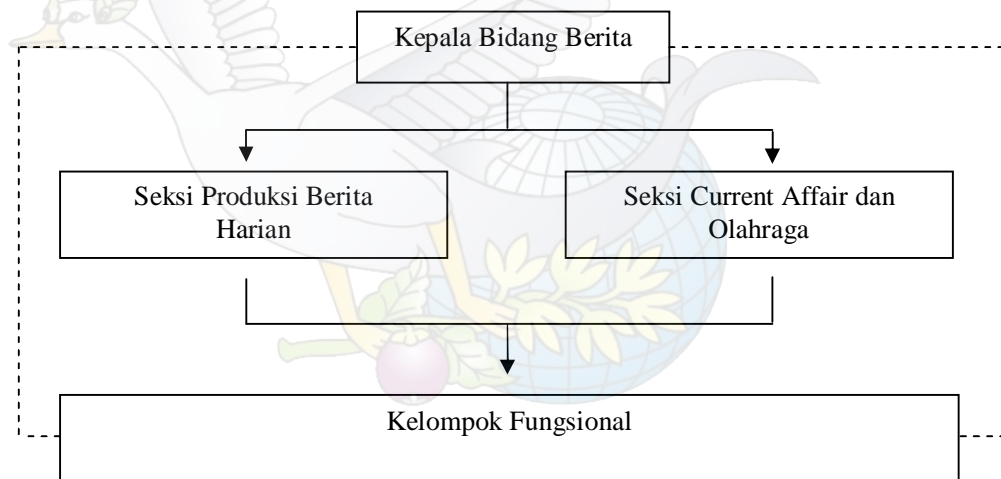 Kepala Bidang Berita
Seksi Produksi Berita
Harian
Seksi Current Affair dan
Olahraga
Kelompok Fungsional